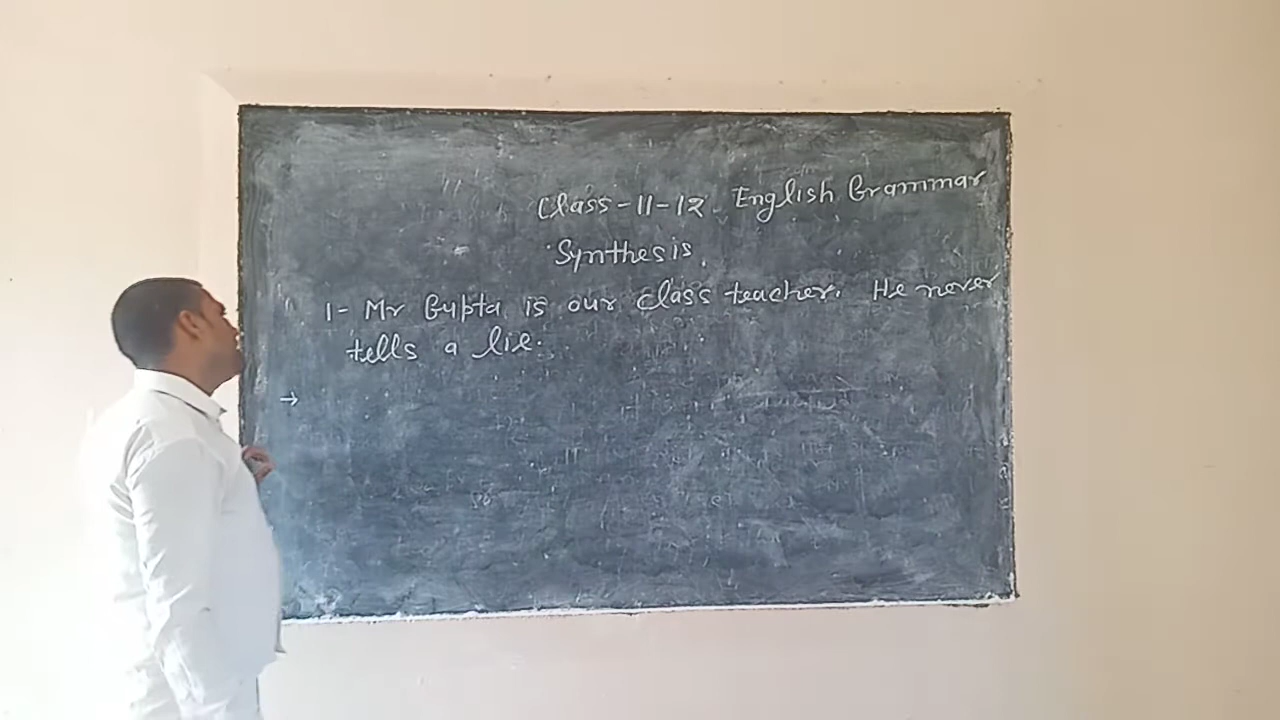 Class-11-12. English Grammar
Synthesis.
1- Mr Gupta is our class teacher. He never
tells a lie.
→